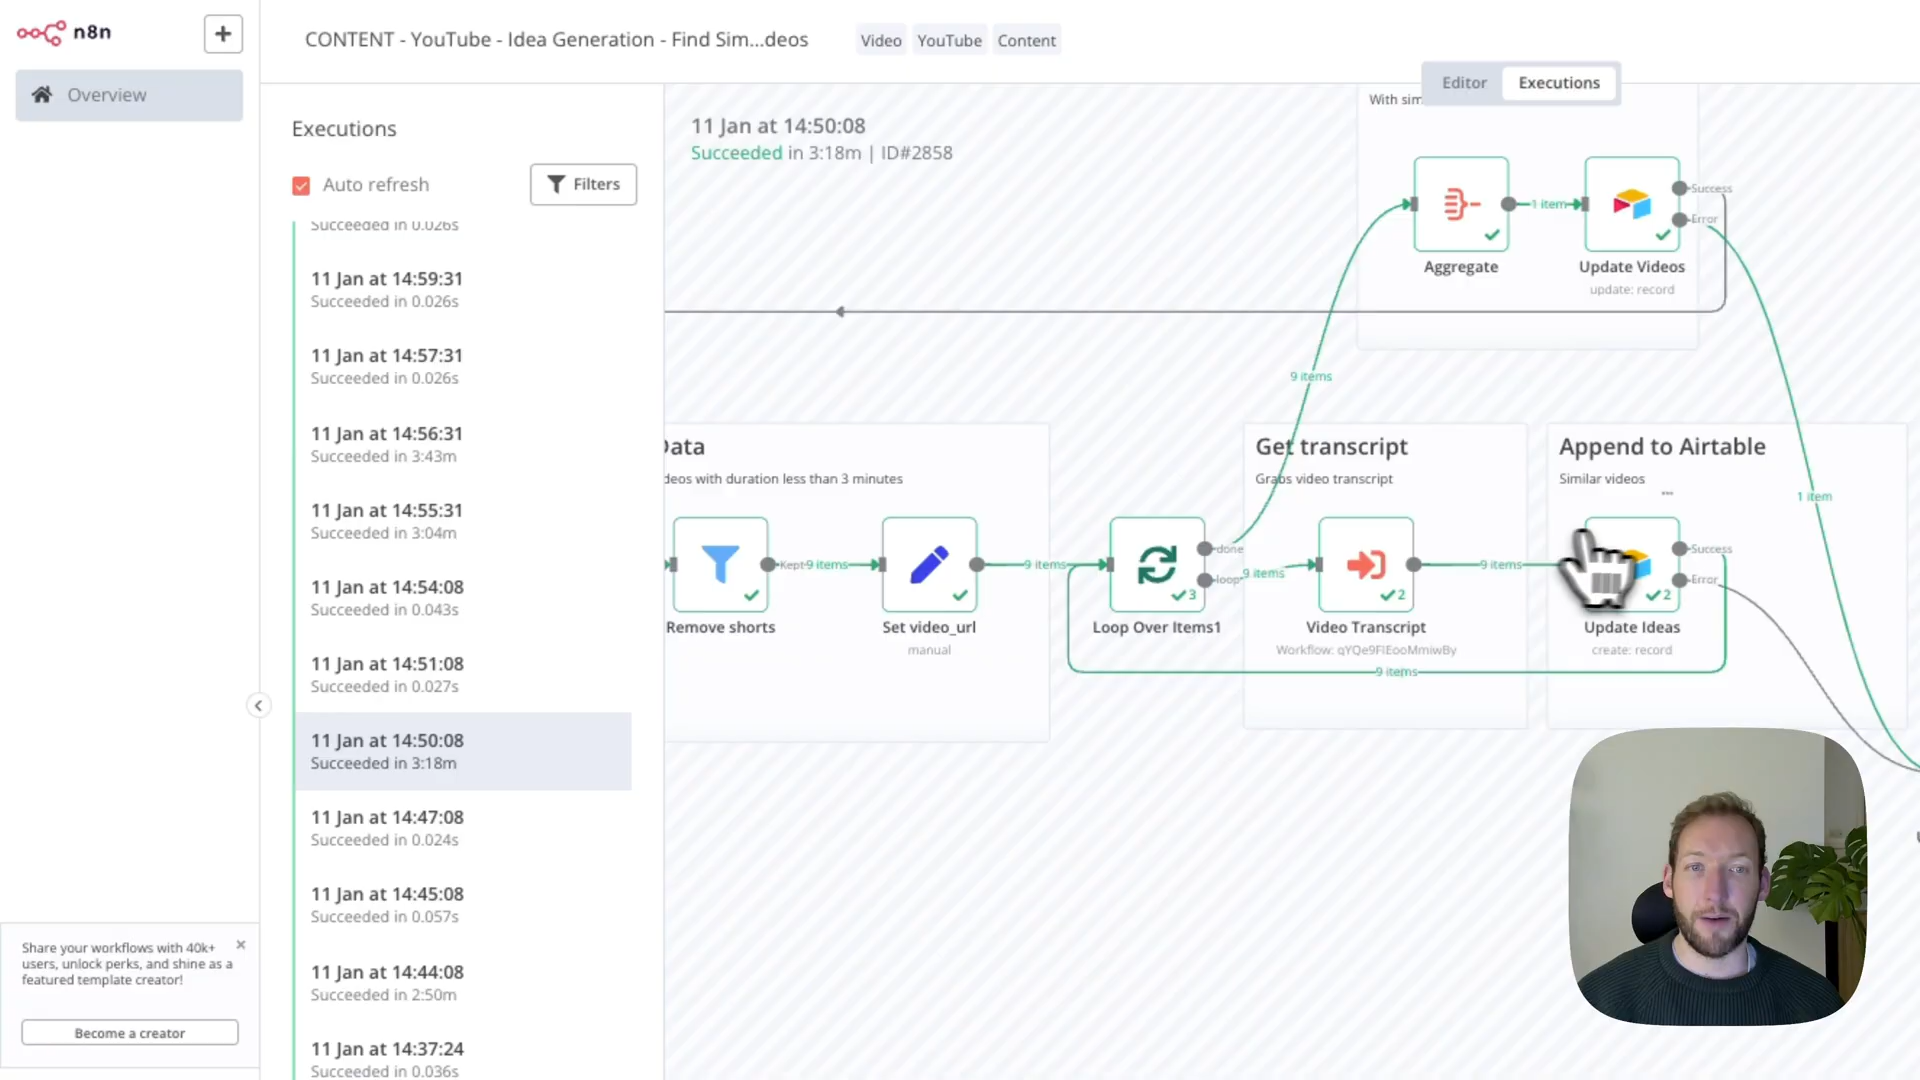 n8n
+
Overview
CONTENT - YouTube - Idea Generation - Find Sim...deos
Video
YouTube
Content
Editor
Executions
Executions
Auto refresh
Filters
Succeeded in 0.026s
11 Jan at 14:59:31
Succeeded in 0.026s
11 Jan at 14:57:31
Succeeded in 0.026s
11 Jan at 14:56:31
Succeeded in 3:43m
11 Jan at 14:55:31
Succeeded in 3:04m
11 Jan at 14:54:08
Succeeded in 0.043s
11 Jan at 14:51:08
Succeeded in 0.027s
11 Jan at 14:50:08
Succeeded in 3:18m
11 Jan at 14:47:08
Succeeded in 0.024s
11 Jan at 14:45:08
Succeeded in 0.057s
11 Jan at 14:44:08
Succeeded in 2:50m
11 Jan at 14:37:24
Succeeded in 0.036s
11 Jan at 14:50:08
Succeeded in 3:18m | ID#2858
With sim
1 item
Success
Error
Aggregate
Update Videos
update: record
9 items
1 item
Data
deos with duration less than 3 minutes
Kept
9 items
9 items
Remove shorts
Set video_url
manual
done
loop
9 items
Loop Over Items1
3
Get transcript
Grabs video transcript
2
9 items
Video Transcript
Workflow: qYQe9FIEooMmiwBy
9 items
Append to Airtable
Similar videos
Success
Error
2
Update Ideas
create: record
Share your workflows with 40k+
users, unlock perks, and shine as a
featured template creator!
Become a creator